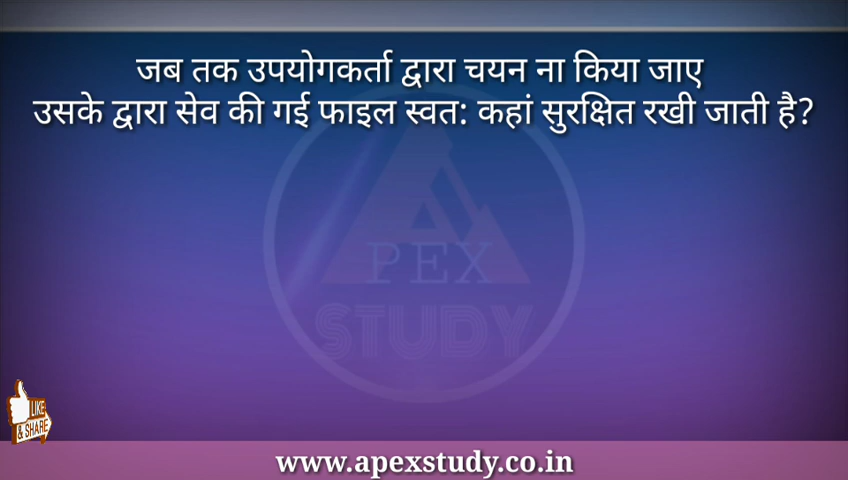 जब तक उपयोगकर्ता द्वारा चयन ना किया जाए
उसके द्वारा सेव की गई फाइल स्वत: कहां सुरक्षित रखी जाती है?
APEX
STUDY
LIKE
& SHARE
www.apexstudy.co.in